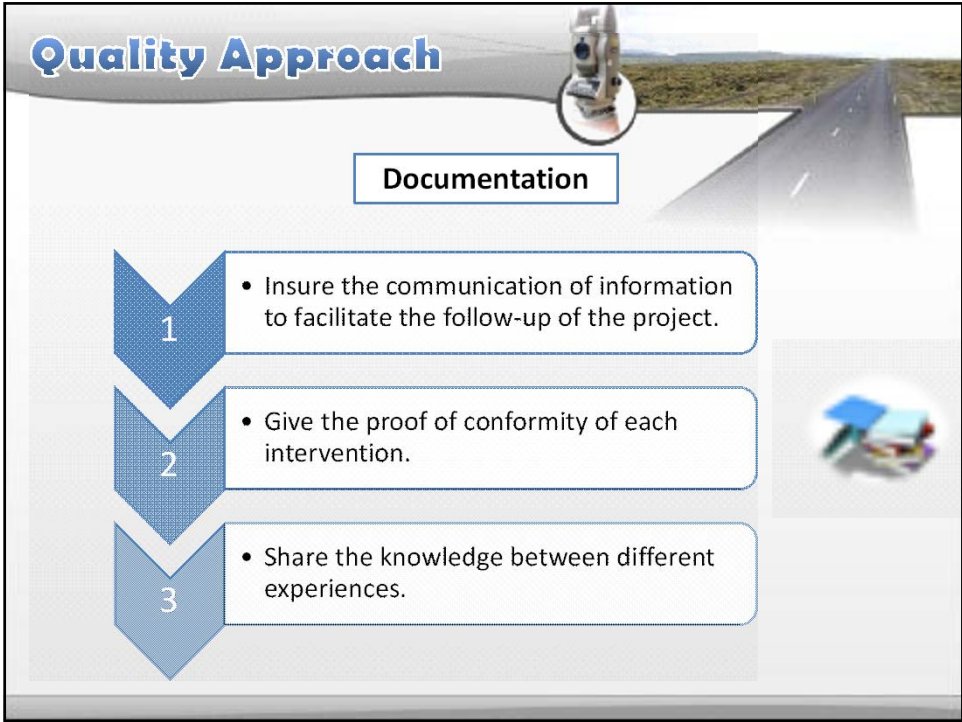 Quality Approach
Documentation
1
• Insure the communication of information
to facilitate the follow-up of the project.
2
• Give the proof of conformity of each
intervention.
3
• Share the knowledge between different
experiences.